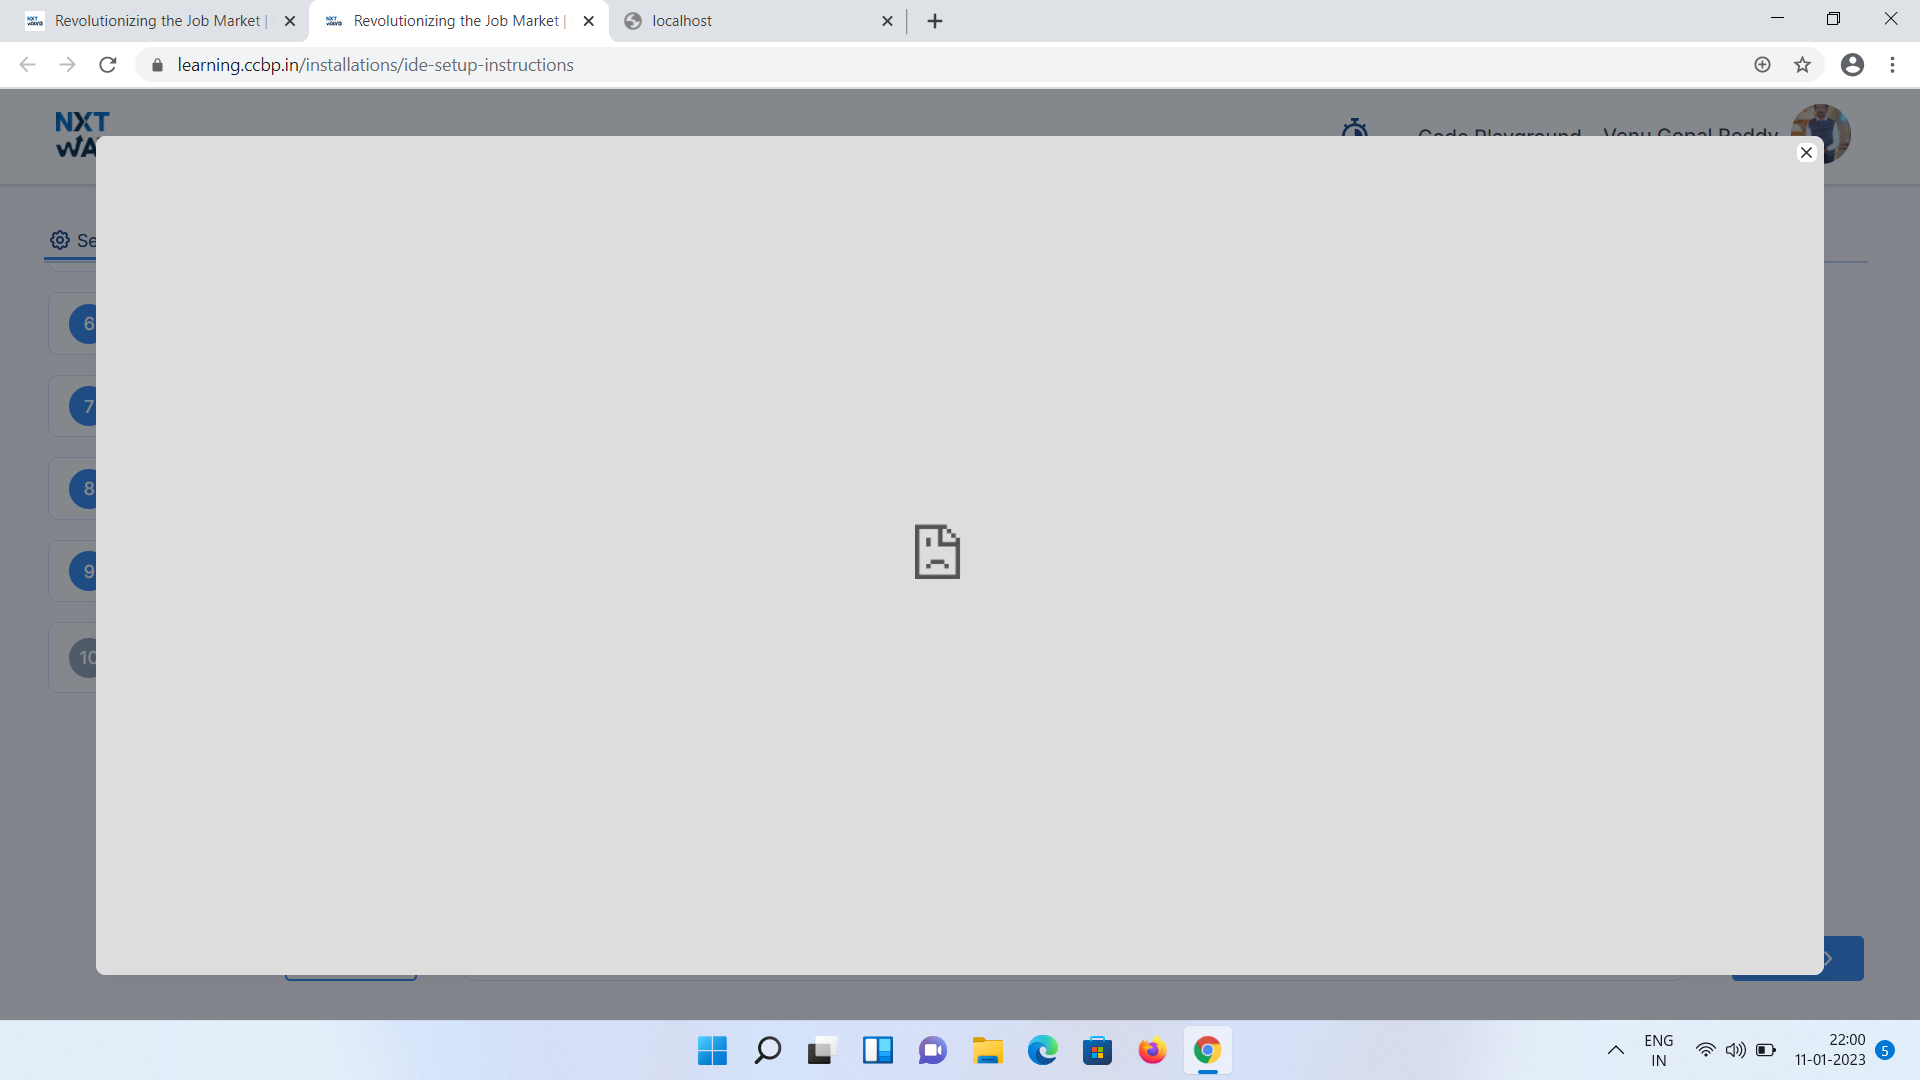 Revolutionizing the Job Market |
Revolutionizing the Job Market |
localhost
learning.ccbp.in/installations/ide-setup-instructions
NXT
WA
Code Playground
Venu Gopal Reddy
Se
6
7
8
9
10
ENG
IN
22:00
11-01-2023
5